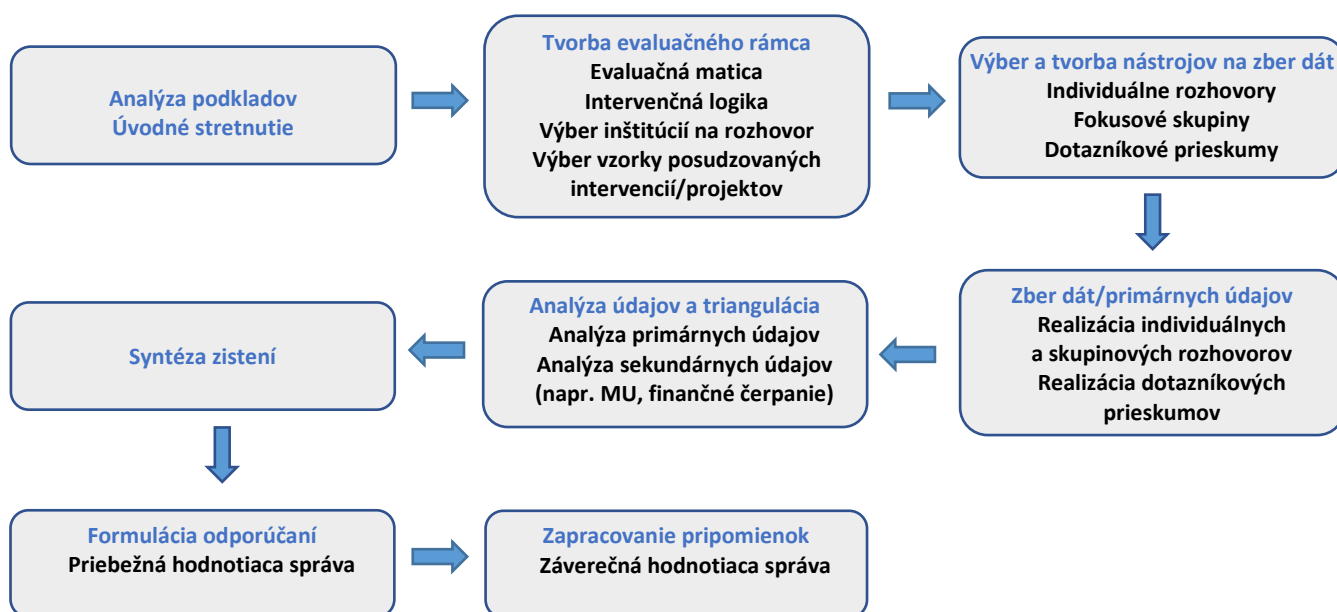 Analýza podkladov
Úvodné stretnutie
Tvorba evaluačného rámca
Evaluačná matica
Intervenčná logika
Výber inštitúcií na rozhovor
Výber vzorky posudzovaných
intervencií/projektov
Výber a tvorba nástrojov na zber dát
Individuálne rozhovory
Fokusové skupiny
Dotazníkové prieskumy
Zber dát/primárnych údajov
Realizácia individuálnych
a skupinových rozhovorov
Realizácia dotazníkových
prieskumov
Analýza údajov a triangulácia
Analýza primárnych údajov
Analýza sekundárnych údajov
(napr. MU, finančné čerpanie)
Syntéza zistení
Formulácia odporúčaní
Priebežná hodnotiaca správa
Zapracovanie pripomienok
Záverečná hodnotiaca správa